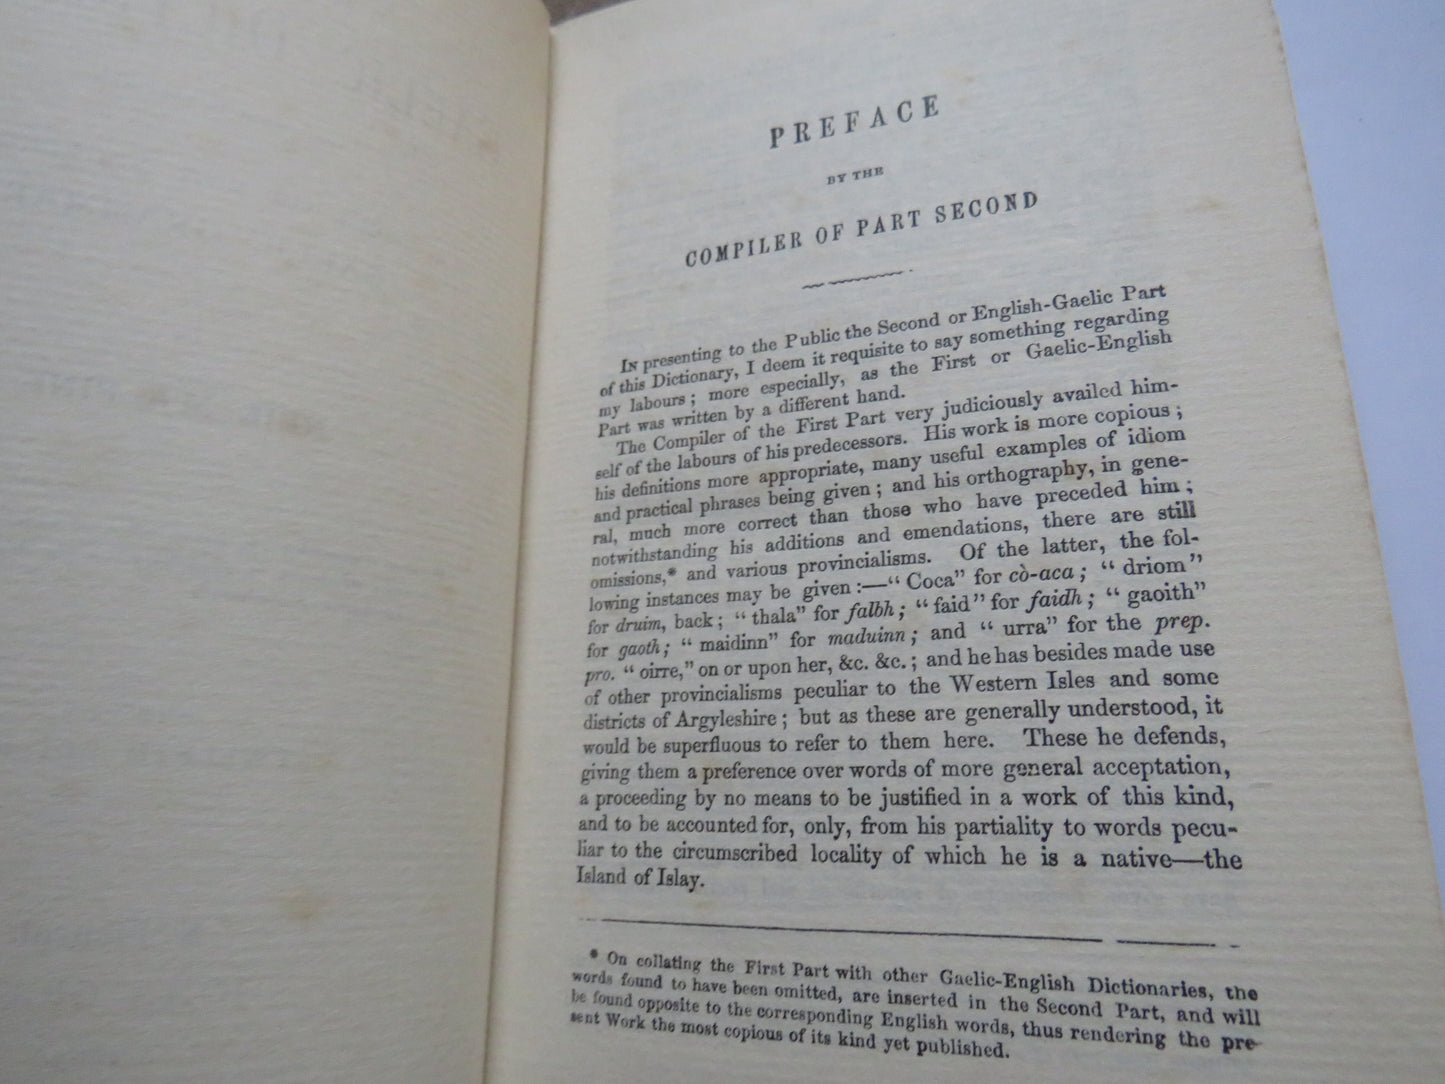 PREFACE
BY THE
COMPILER OF PART SECOND
In presenting to the Public the Second or English-Gaelic Part
of this Dictionary, I deem it requisite to say something regarding
my labours; more especially, as the First or Gaelic-English
Part was written by a different hand.
The Compiler of the First Part very judiciously availed him-
self of the labours of his predecessors. His work is more copious;
his definitions more appropriate, many useful examples of idiom
and practical phrases being given; and his orthography, in gene-
ral, much more correct than those who have preceded him;
notwithstanding his additions and emendations, there are still
omissions,* and various provincialisms. Of the latter, the fol-
lowing instances may be given:—“Coca” for cò-aca; “driom”
for druim, back; “thala” for falbh; “faid” for faidh; “gaoith”
for gaoth; “maidinn” for maduinn; and “urra” for the prep.
pro. “oirre,” on or upon her, &c. &c.; and he has besides made use
of other provincialisms peculiar to the Western Isles and some
districts of Argyleshire; but as these are generally understood, it
would be superfluous to refer to them here. These he defends,
giving them a preference over words of more general acceptation,
a proceeding by no means to be justified in a work of this kind,
and to be accounted for, only, from his partiality to words pecu-
liar to the circumscribed locality of which he is a native—the
Island of Islay.
* On collating the First Part with other Gaelic-English Dictionaries, the
words found to have been omitted, are inserted in the Second Part, and will
be found opposite to the corresponding English words, thus rendering the pre-
sent Work the most copious of its kind yet published.